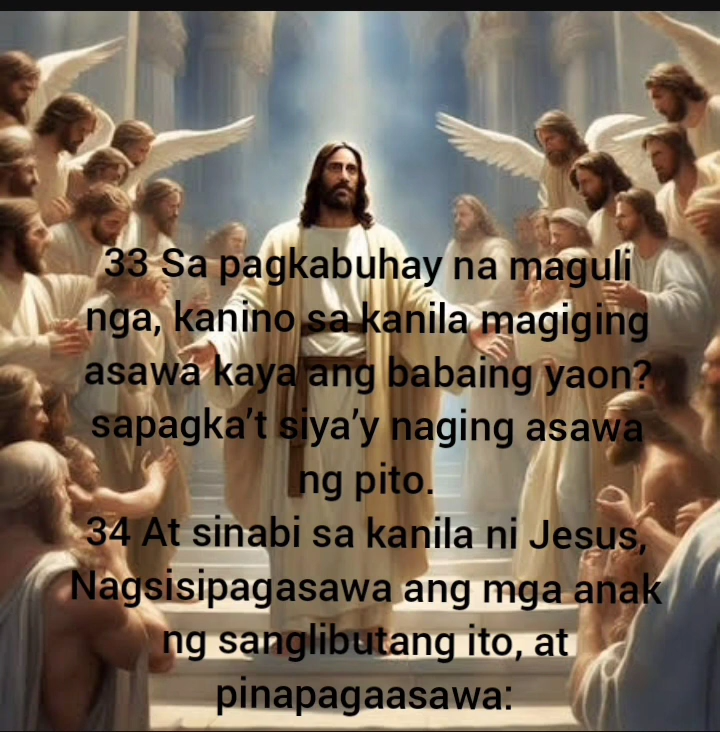 33 Sa pagkabuhay na maguli
nga, kanino sa kanila magiging
asawa kaya ang babaing yaon?
sapagka't siya'y naging asawa
ng pito.
34 At sinabi sa kanila ni Jesus,
Nagsisipagasawa ang mga anak
ng sanglibutang ito, at
pinapagaasawa: